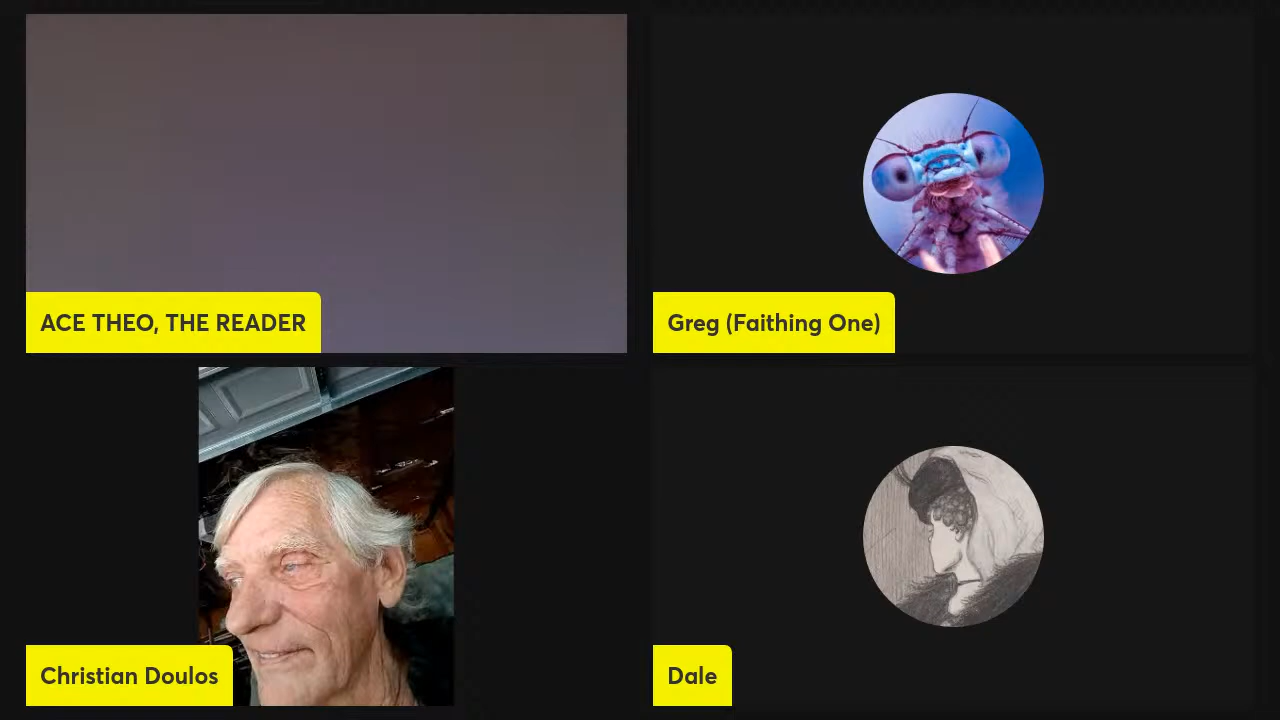 ACE THEO, THE READER
Greg (Faithing One)
Christian Doulos
Dale